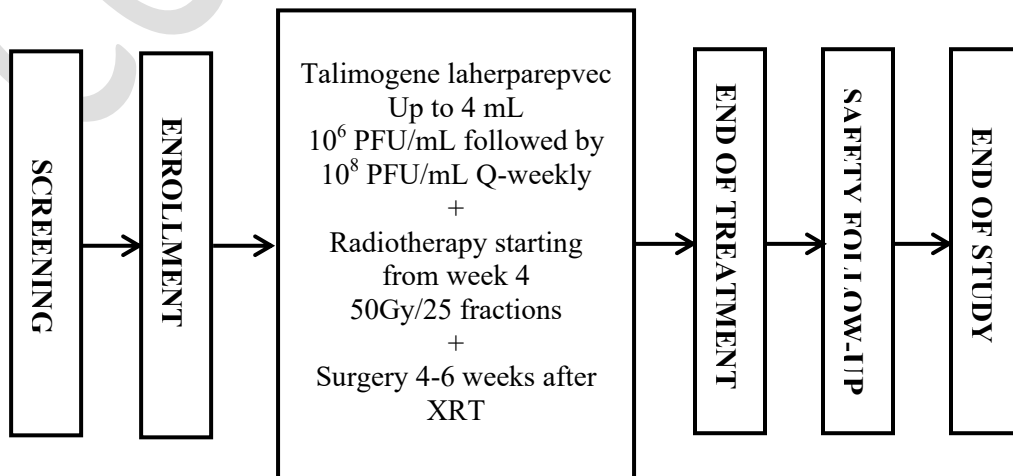 SCREENING
ENROLLMENT
Talimogene laherparepvec
Up to 4 mL
10⁶ PFU/mL followed by
10⁸ PFU/mL Q-weekly
+
Radiotherapy starting
from week 4
50Gy/25 fractions
+
Surgery 4-6 weeks after
XRT
END OF TREATMENT
SAFETY FOLLOW-UP
END OF STUDY